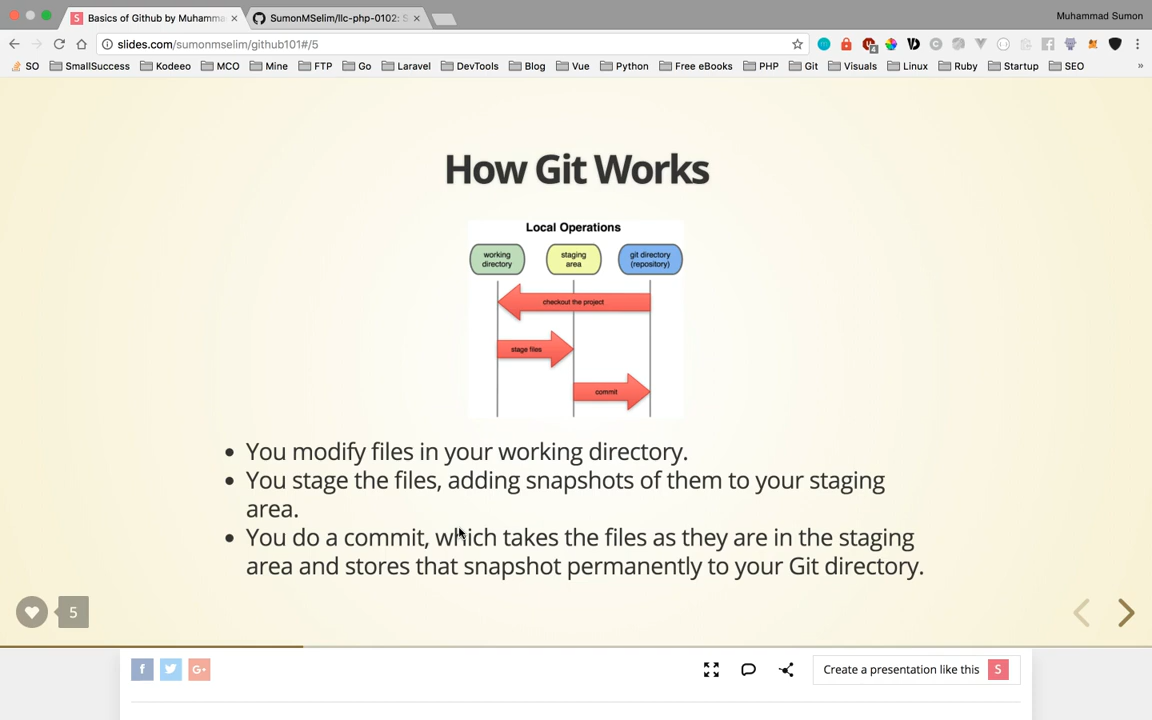 Basics of Github by Muhamma
SumonMSelim/llc-php-0102: S
Muhammad Sumon
slides.com/sumonmselim/github101#/5
4
SO SmallSuccess Kodeeo MCO Mine FTP Go Laravel DevTools Blog Vue Python Free eBooks PHP Git Visuals Linux Ruby Startup SEO »
How Git Works
Local Operations
working
directory
staging
area
git directory
(repository)
checkout the project
stage files
commit
• You modify files in your working directory.
• You stage the files, adding snapshots of them to your staging
area.
• You do a commit, which takes the files as they are in the staging
area and stores that snapshot permanently to your Git directory.
5
f
G+
Create a presentation like this S